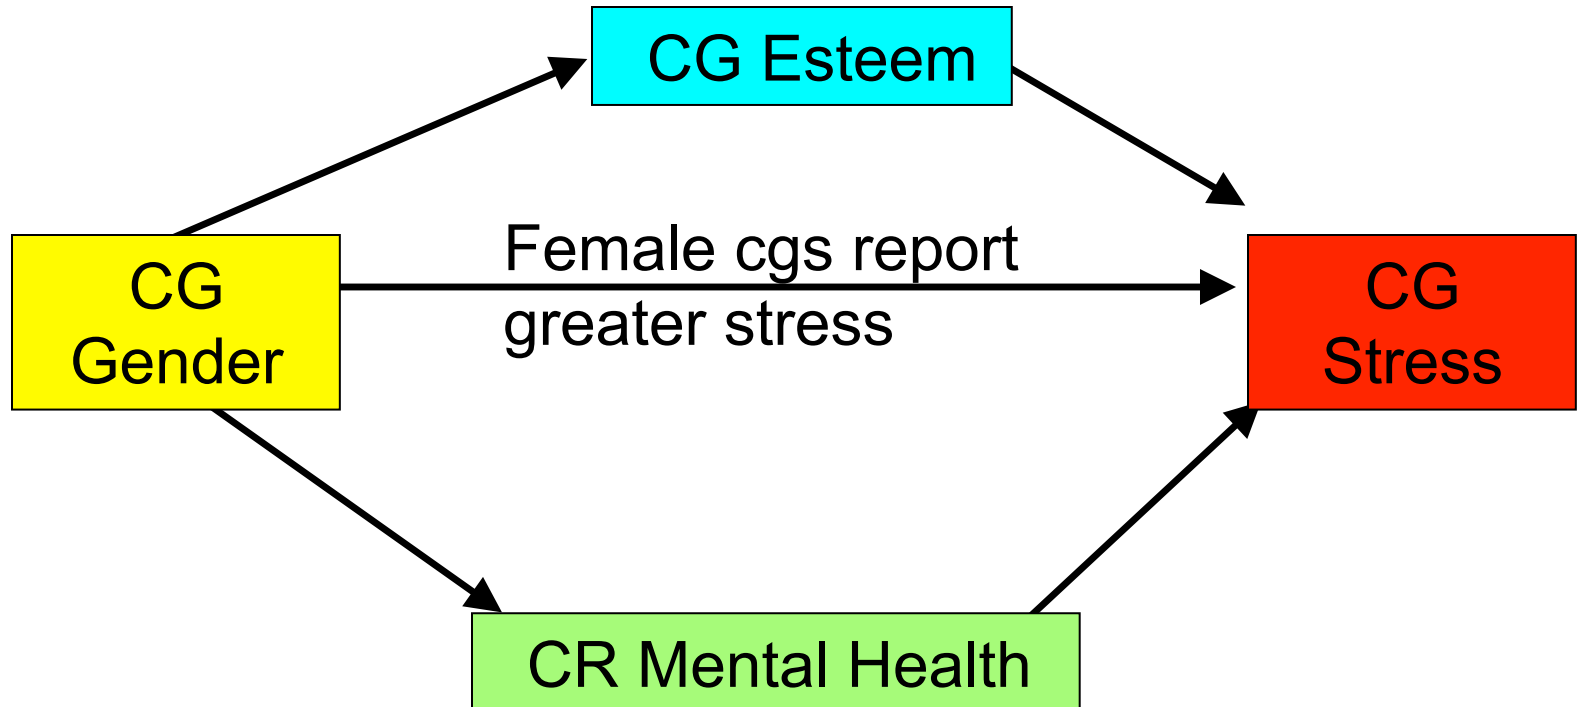 CG Esteem
Female cgs report
greater stress
CG
Gender
CG
Stress
CR Mental Health